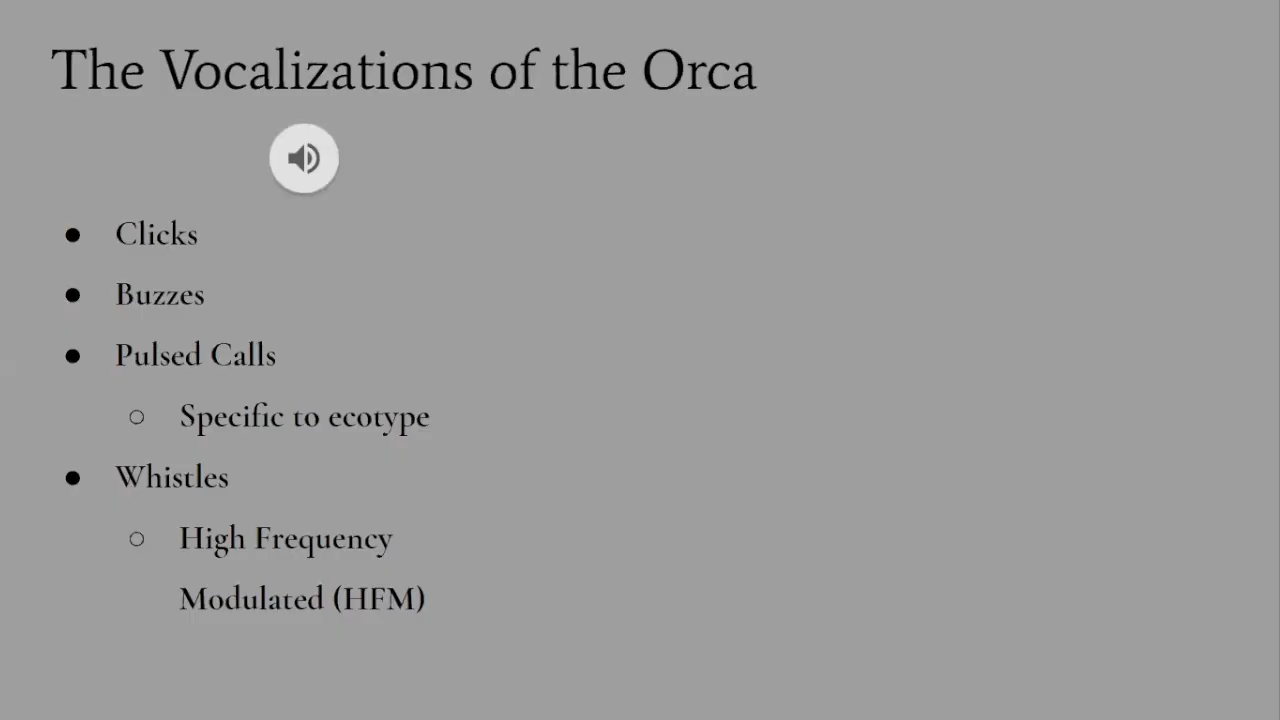 The Vocalizations of the Orca
● Clicks
● Buzzes
● Pulsed Calls
○ Specific to ecotype
● Whistles
○ High Frequency
Modulated (HFM)